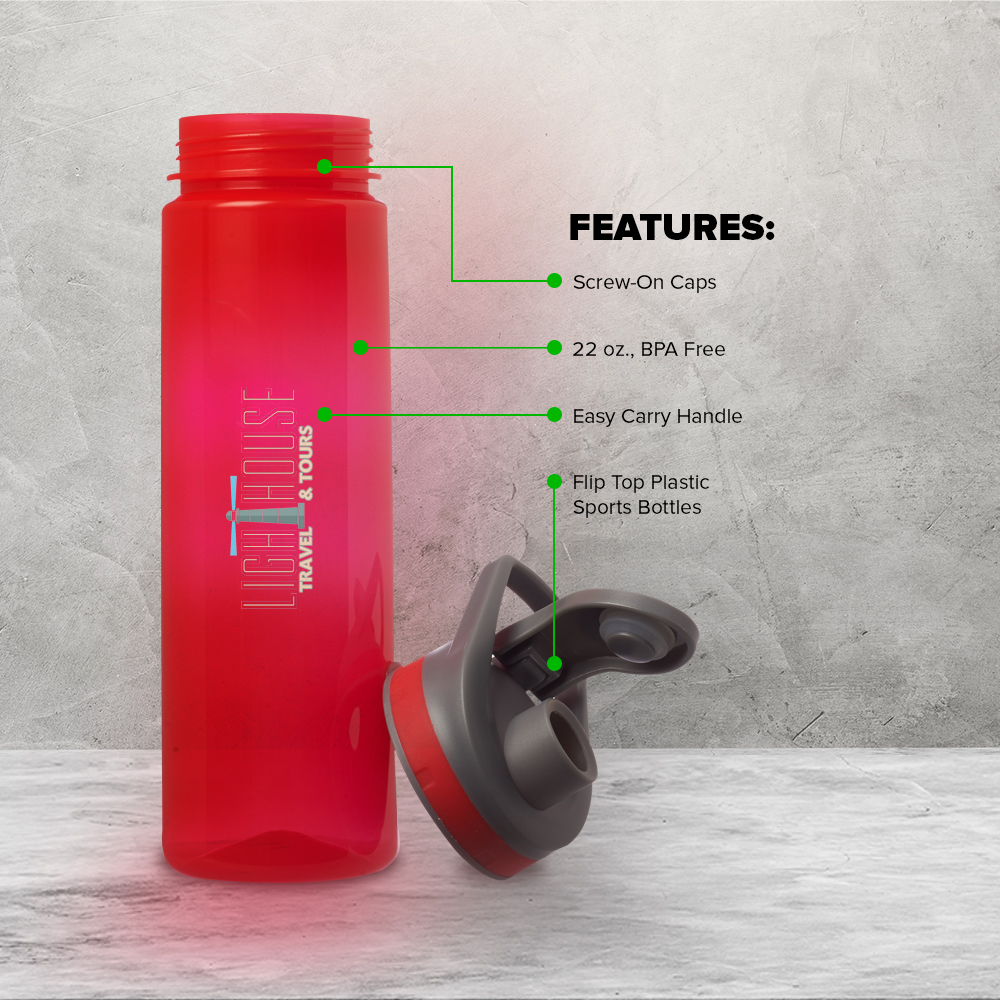 LIGHTHOUSE
TRAVEL & TOURS
FEATURES:
Screw-On Caps
22 oz., BPA Free
Easy Carry Handle
Flip Top Plastic
Sports Bottles